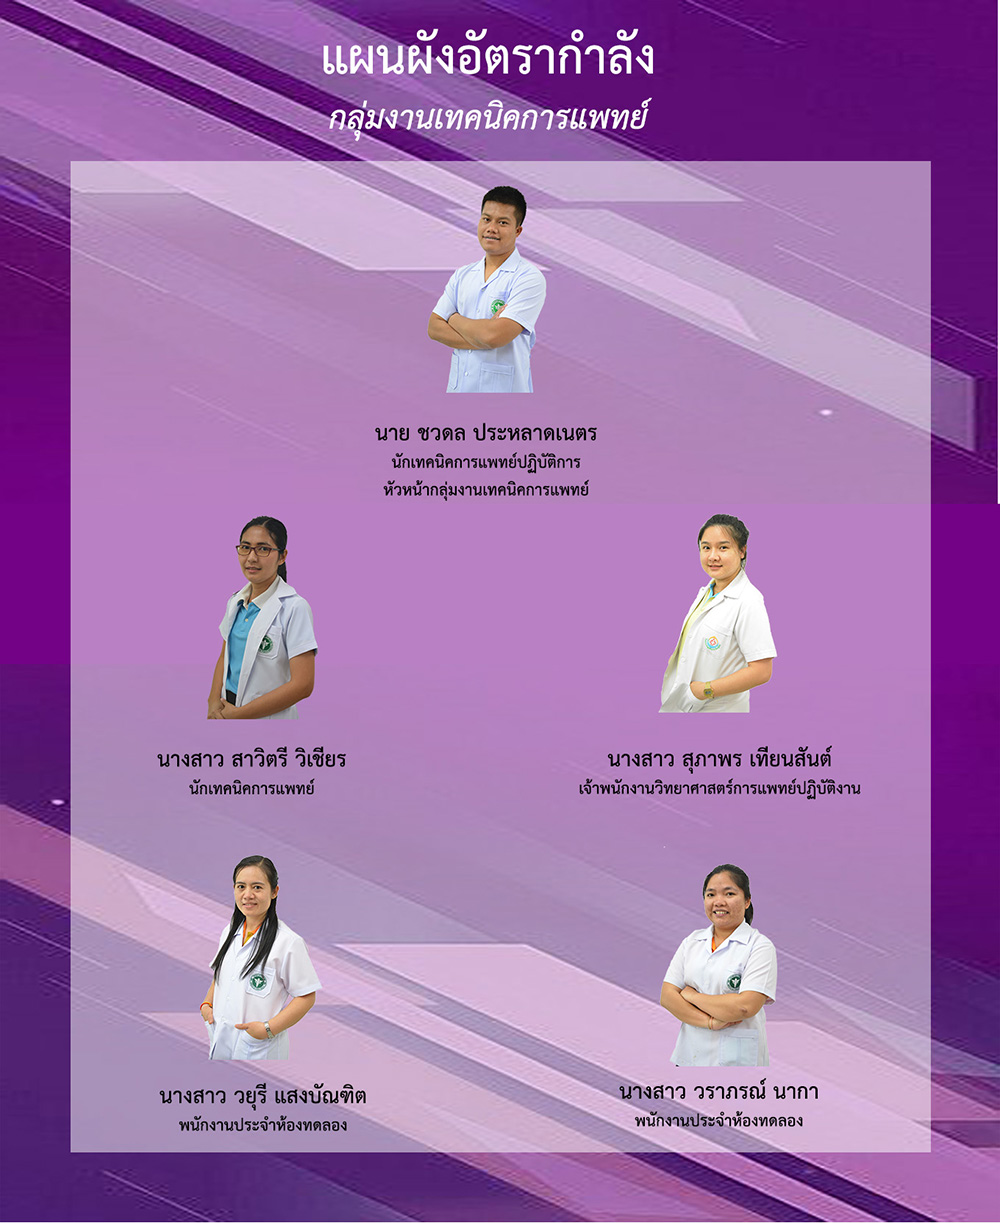 แผนผังอัตรากำลัง
กลุ่มงานเทคนิคการแพทย์
นาย ชวดล ประหลาดเนตร
นักเทคนิคการแพทย์ปฏิบัติการ
หัวหน้ากลุ่มงานเทคนิคการแพทย์
นางสาว สาวิตรี วิเชียร
นักเทคนิคการแพทย์
นางสาว สุภาพร เทียนสันต์
เจ้าพนักงานวิทยาศาสตร์การแพทย์ปฏิบัติงาน
นางสาว วยุรี แสงบัณฑิต
พนักงานประจำห้องทดลอง
นางสาว วราภรณ์ นากา
พนักงานประจำห้องทดลอง